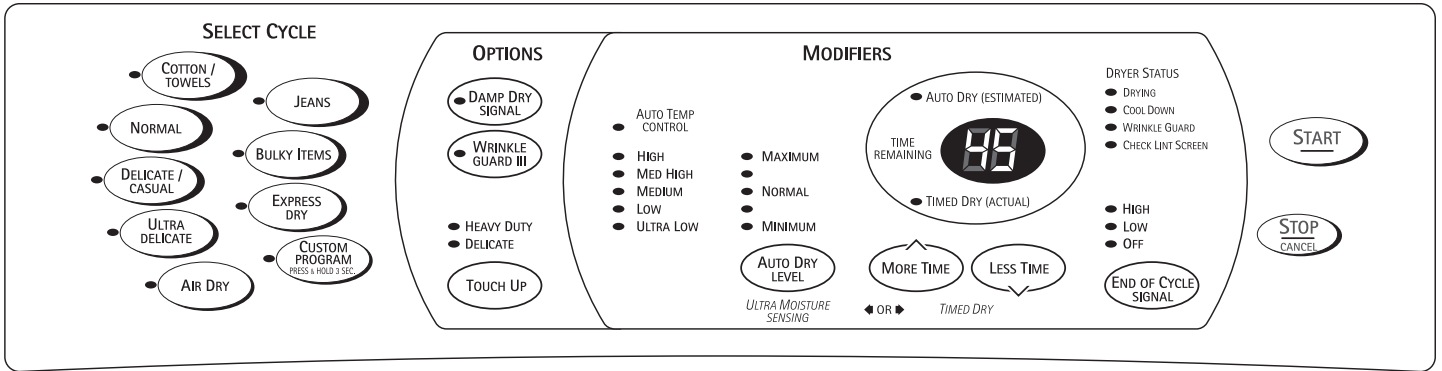 SELECT CYCLE
COTTON /
TOWELS
JEANS
NORMAL
BULKY ITEMS
DELICATE /
CASUAL
EXPRESS
DRY
ULTRA
DELICATE
CUSTOM
PROGRAM
PRESS & HOLD 3 SEC.
AIR DRY
OPTIONS
DAMP DRY
SIGNAL
WRINKLE
GUARD III
HEAVY DUTY
DELICATE
TOUCH UP
MODIFIERS
AUTO TEMP
CONTROL
HIGH
MED HIGH
MEDIUM
LOW
ULTRA LOW
MAXIMUM
NORMAL
MINIMUM
AUTO DRY
LEVEL
ULTRA MOISTURE
SENSING
OR
TIMED DRY
AUTO DRY (ESTIMATED)
TIME
REMAINING
45
TIMED DRY (ACTUAL)
MORE TIME
LESS TIME
DRYER STATUS
DRYING
COOL DOWN
WRINKLE GUARD
CHECK LINT SCREEN
HIGH
LOW
OFF
END OF CYCLE
SIGNAL
START
STOP
CANCEL